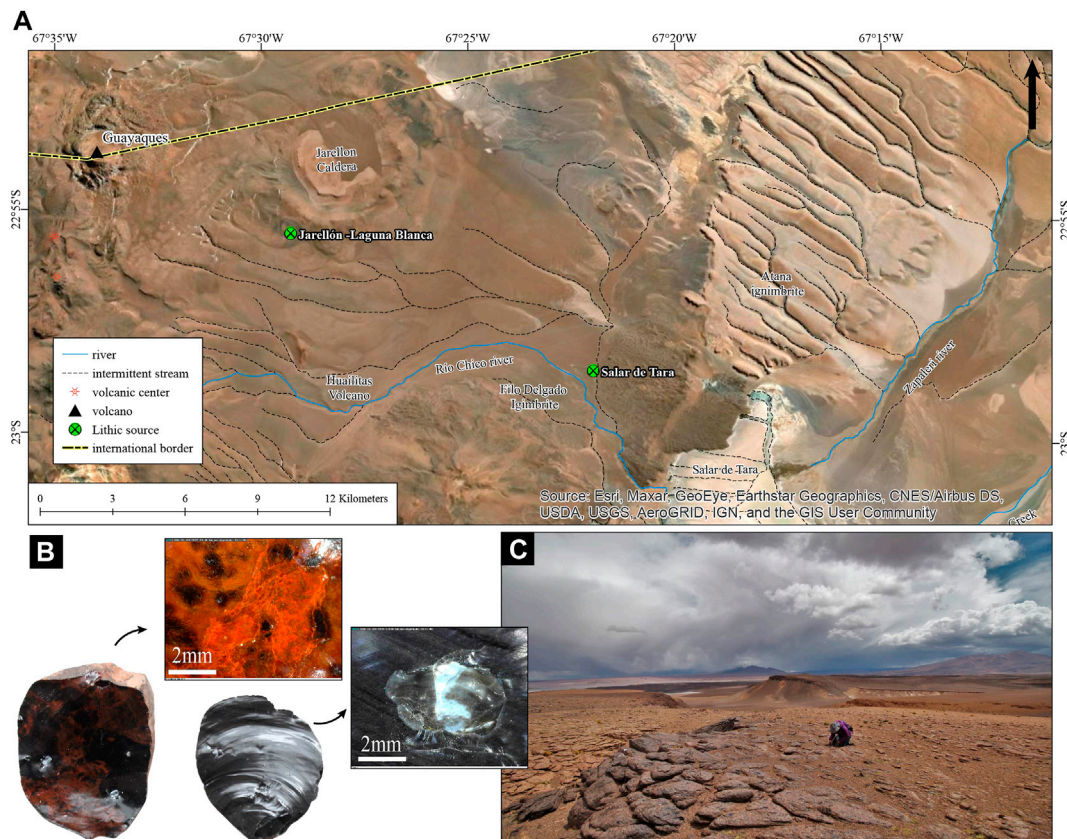 A
67°35'W
67°30'W
67°25'W
67°20'W
67°15'W
Guayaques
Jarellon
Caldera
22°55'S
22°55'S
Jarellón -Laguna Blanca
Atana
ignimbrite
river
intermittent stream
volcanic center
volcano
Lithic source
international border
Huailitas
Volcano
Río Chico river
Filo Delgado
Igimbrite
Salar de Tara
Zapaleri river
23°S
23°S
Salar de Tara
0 3 6 9 12 Kilometers
Source: Esri, Maxar, GeoEye, Earthstar Geographics, CNES/Airbus DS,
USDA, USGS, AeroGRID, IGN, and the GIS User Community
Creek
B
2mm
2mm
C